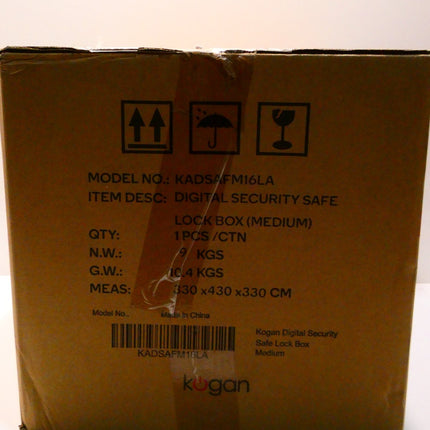 MODEL NO.: KADSAFM16LA
ITEM DESC: DIGITAL SECURITY SAFE
LOCK BOX (MEDIUM)
QTY: 1 PCS /CTN
N.W.: 9 KGS
G.W.: 10.4 KGS
MEAS: 330 x430 x330 CM
Model No.. Made In China
KADSAFM16LA
Kogan Digital Security
Safe Lock Box
Medium
kogan